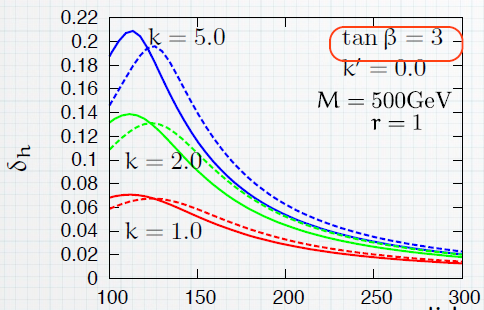 0.22
0.2
0.18
0.16
0.14
0.12
0.1
0.08
0.06
0.04
0.02
0
δh
k = 5.0
k = 2.0
k = 1.0
tan β = 3
k′ = 0.0
M = 500GeV
r = 1
100 150 200 250 300